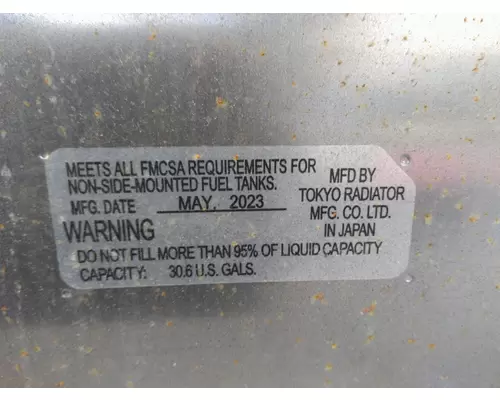 MEETS ALL FMCSA REQUIREMENTS FOR
NON-SIDE-MOUNTED FUEL TANKS.
MFG. DATE MAY, 2023
WARNING
MFD BY
TOKYO RADIATOR
MFG. CO. LTD.
IN JAPAN
DO NOT FILL MORE THAN 95% OF LIQUID CAPACITY
CAPACITY: 30.6 U.S. GALS.